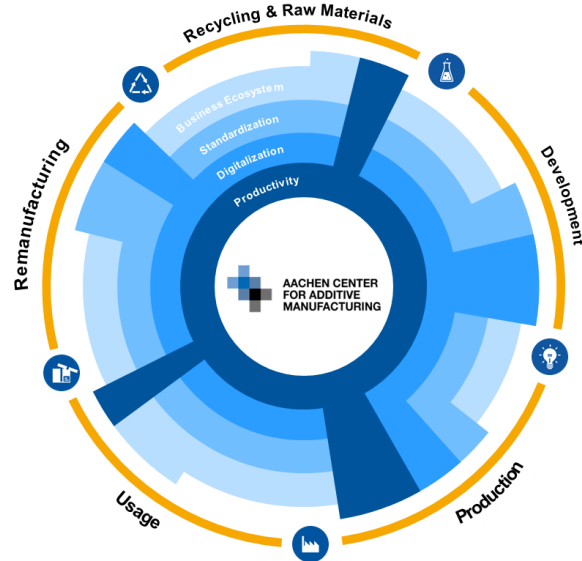 Recycling & Raw Materials
Business Ecosystem
Standardization
Digitalization
Productivity
Remanufacturing
Development
AACHEN CENTER
FOR ADDITIVE
MANUFACTURING
Usage
Production